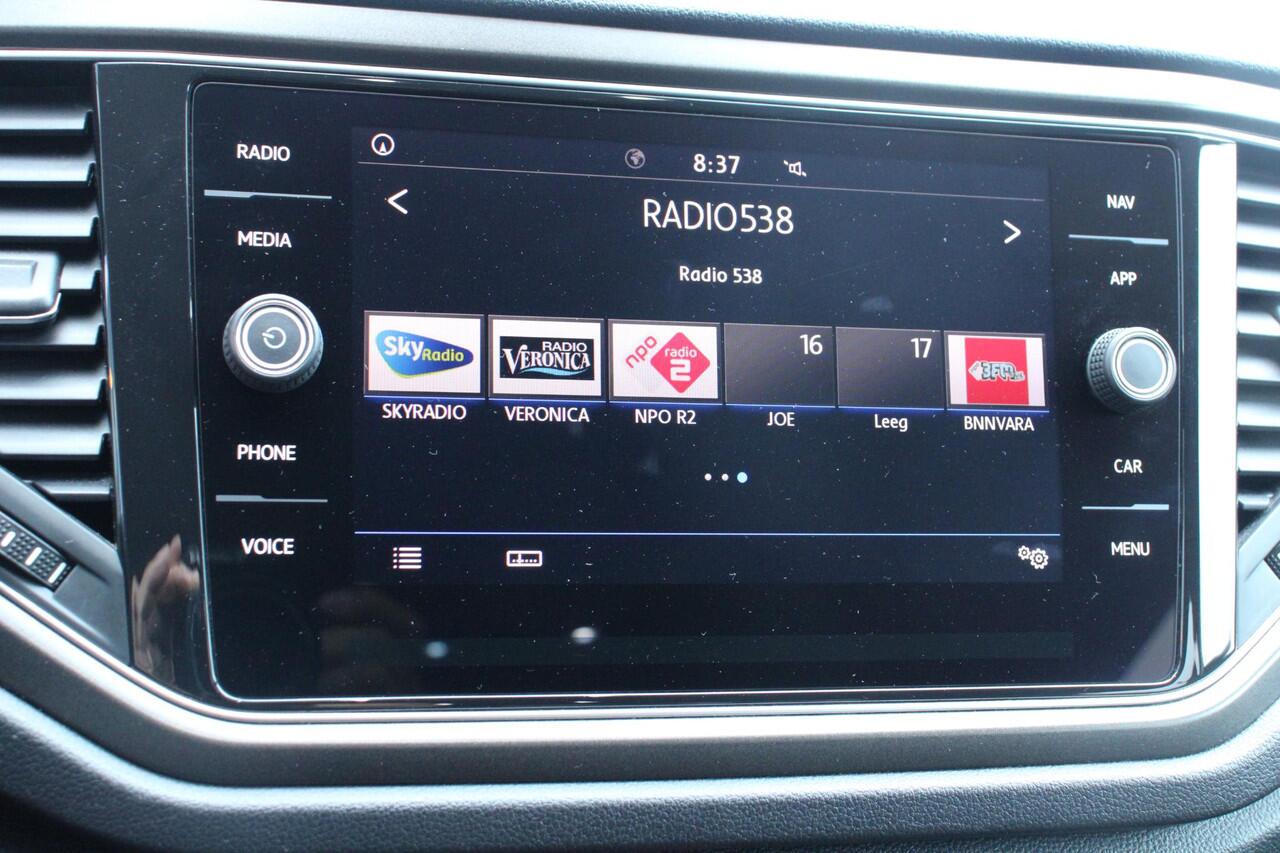 RADIO
MEDIA
PHONE
VOICE
8:37
RADIO538
Radio 538
Sky Radio
SKYRADIO
RADIO
VERONICA
VERONICA
npo
radio
2
NPO R2
16
JOE
17
Leeg
3FM
BNNVARA
NAV
APP
CAR
MENU